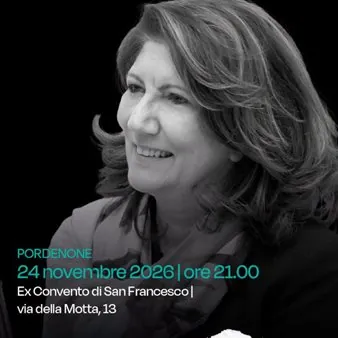 PORDENONE
24 novembre 2026 | ore 21.00
Ex Convento di San Francesco |
via della Motta, 13